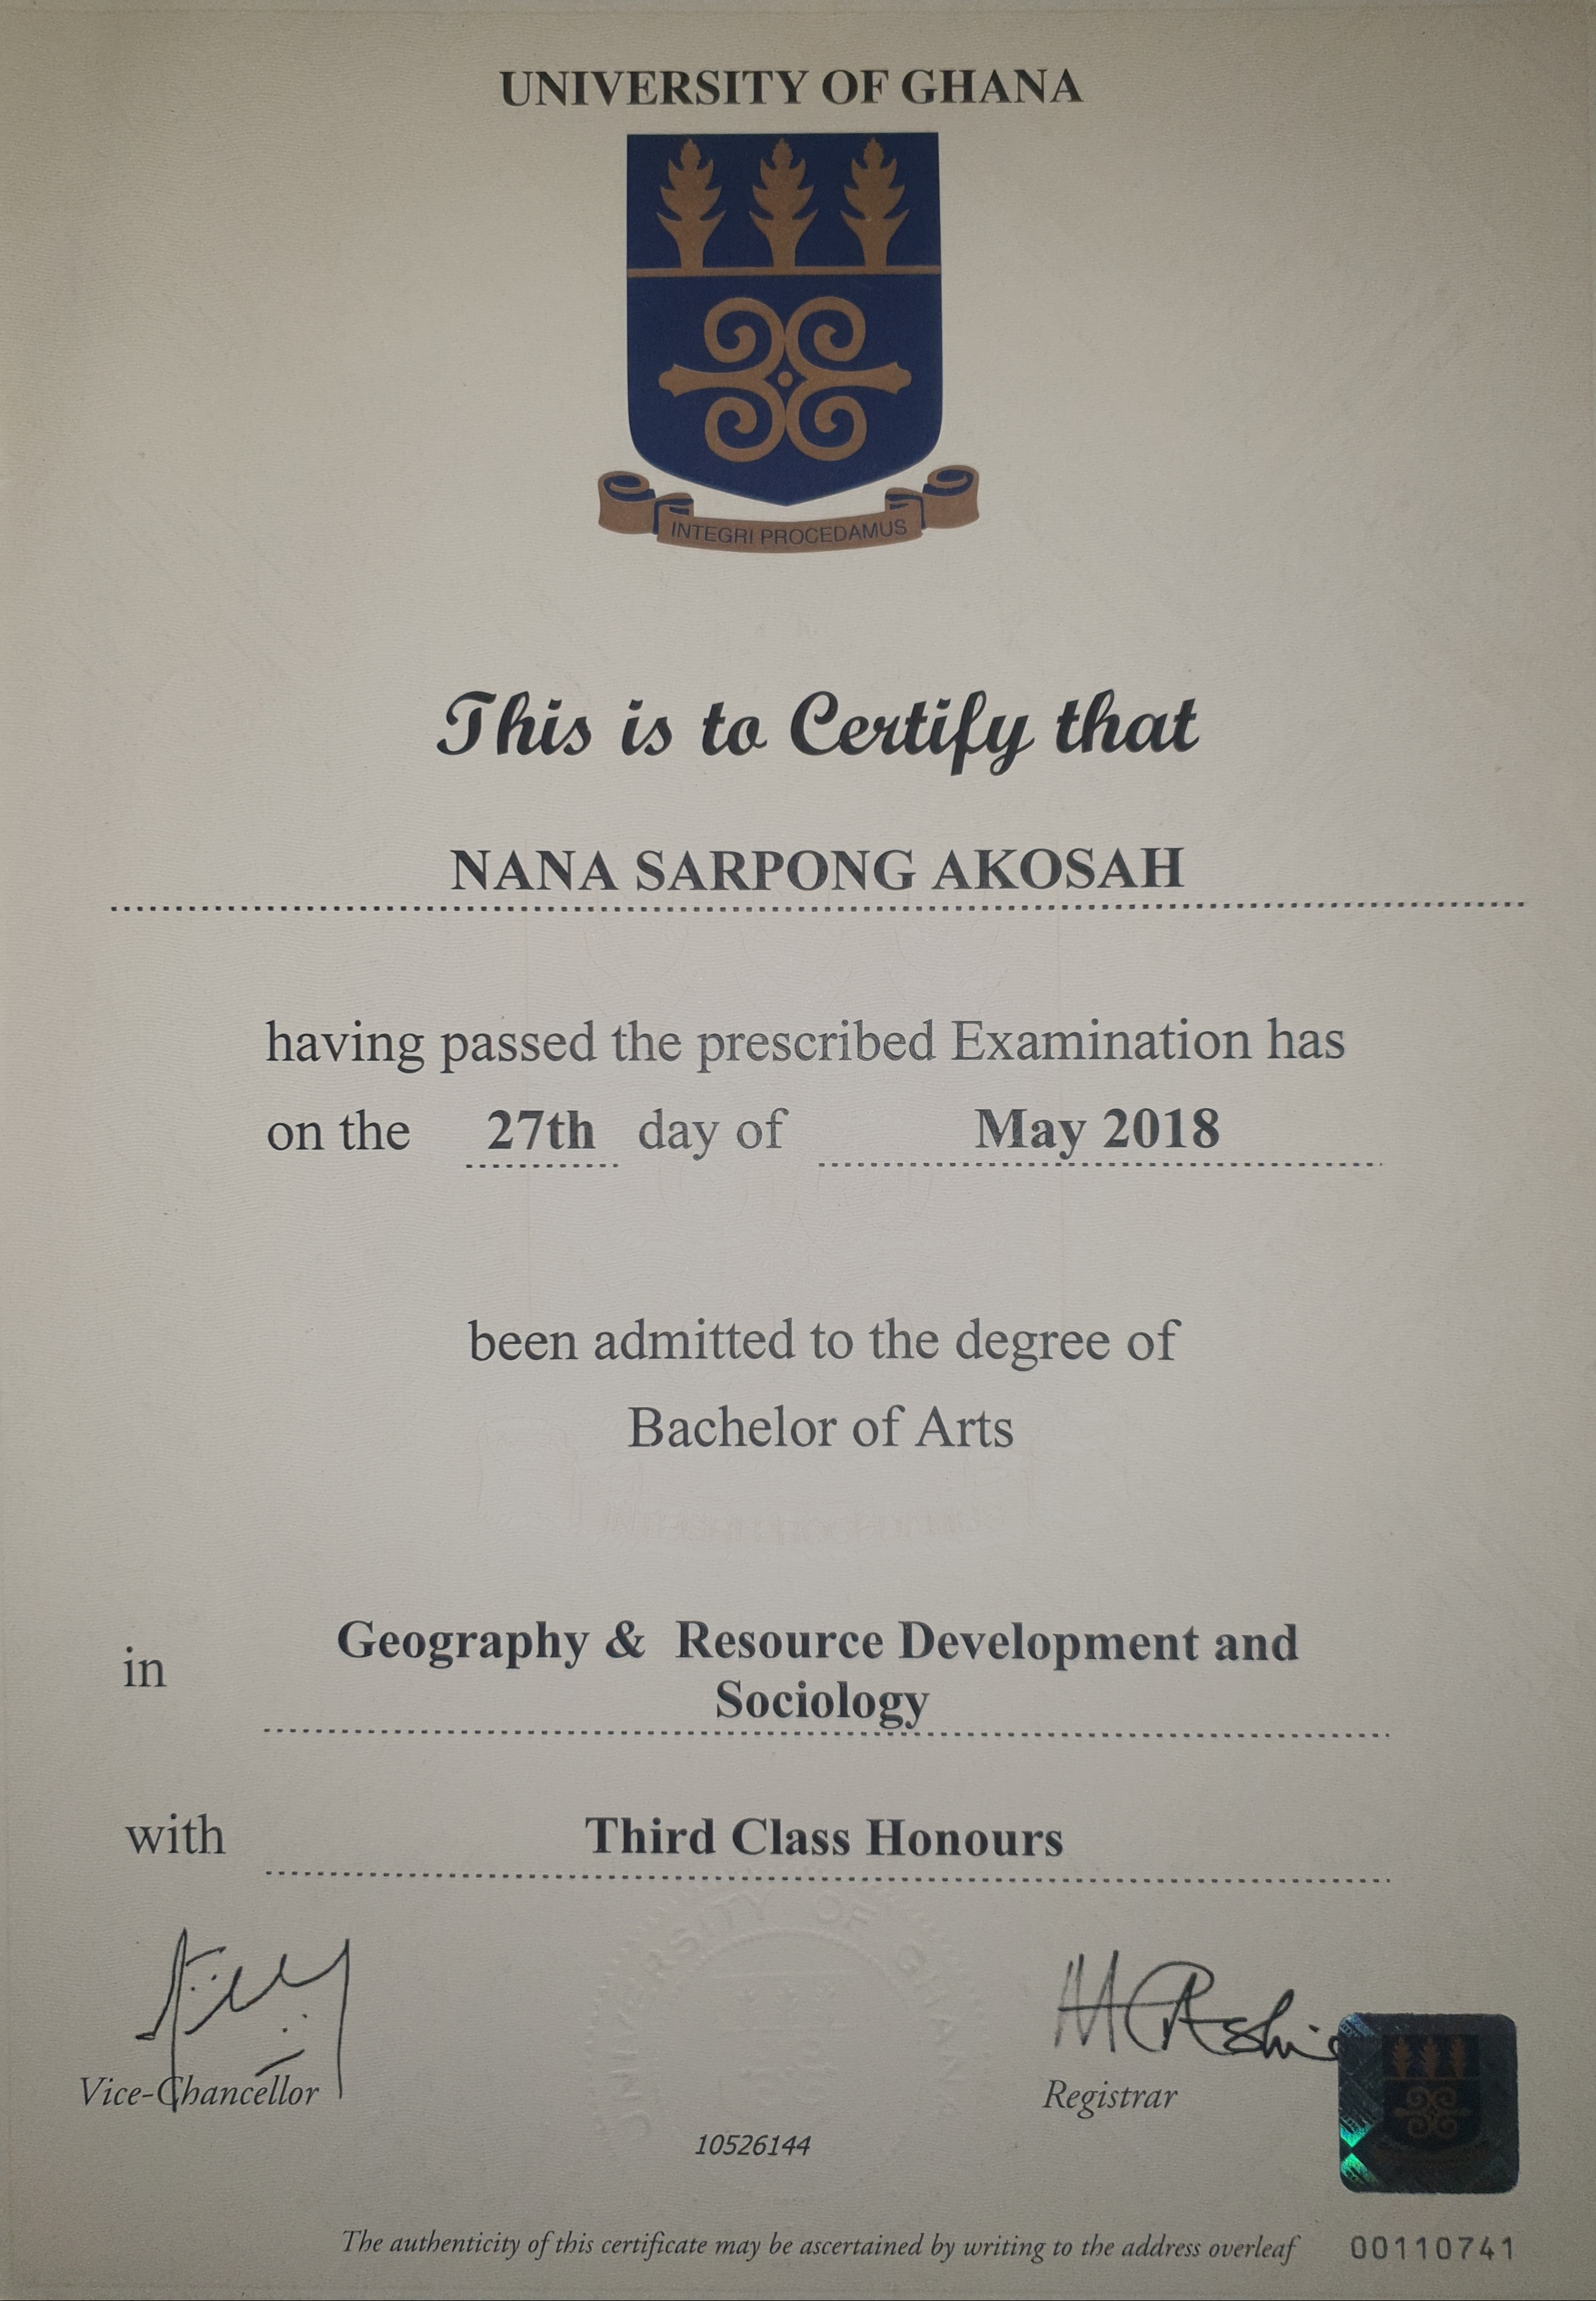 UNIVERSITY OF GHANA
INTEGRI PROCEDAMUS
This is to Certify that
NANA SARPONG AKOSAH
having passed the prescribed Examination has
on the 27th day of May 2018
been admitted to the degree of
Bachelor of Arts
in Geography & Resource Development and
Sociology
with Third Class Honours
UNIVERSITY OF GHANA
Vice-Chancellor
Registrar
10526144
The authenticity of this certificate may be ascertained by writing to the address overleaf 00110741